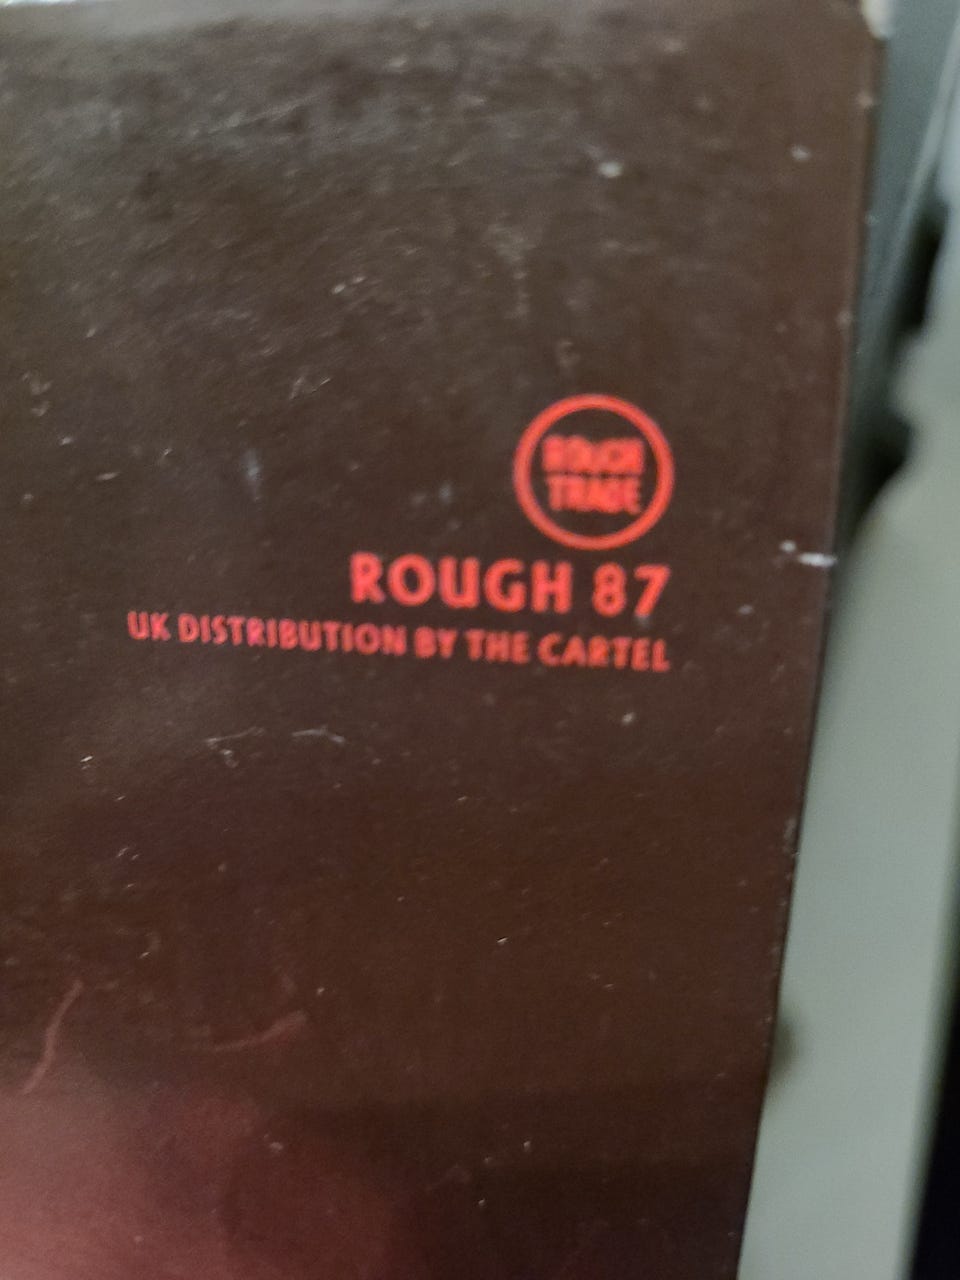 ROUGH
TRADE
ROUGH 87
UK DISTRIBUTION BY THE CARTEL